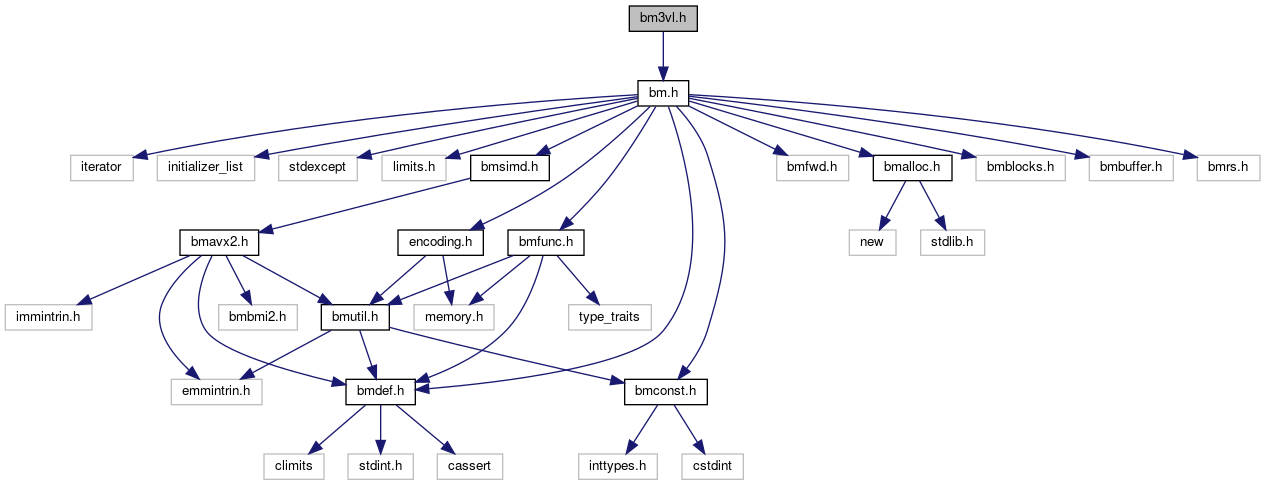 bm3vl.h
bm.h
iterator
initializer_list
stdexcept
limits.h
bmsimd.h
bmfwd.h
bmalloc.h
bmblocks.h
bmbuffer.h
bmrs.h
bmavx2.h
encoding.h
bmfunc.h
new
stdlib.h
immintrin.h
bmbmi2.h
bmutil.h
memory.h
type_traits
emmintrin.h
bmdef.h
bmconst.h
climits
stdint.h
cassert
inttypes.h
cstdint